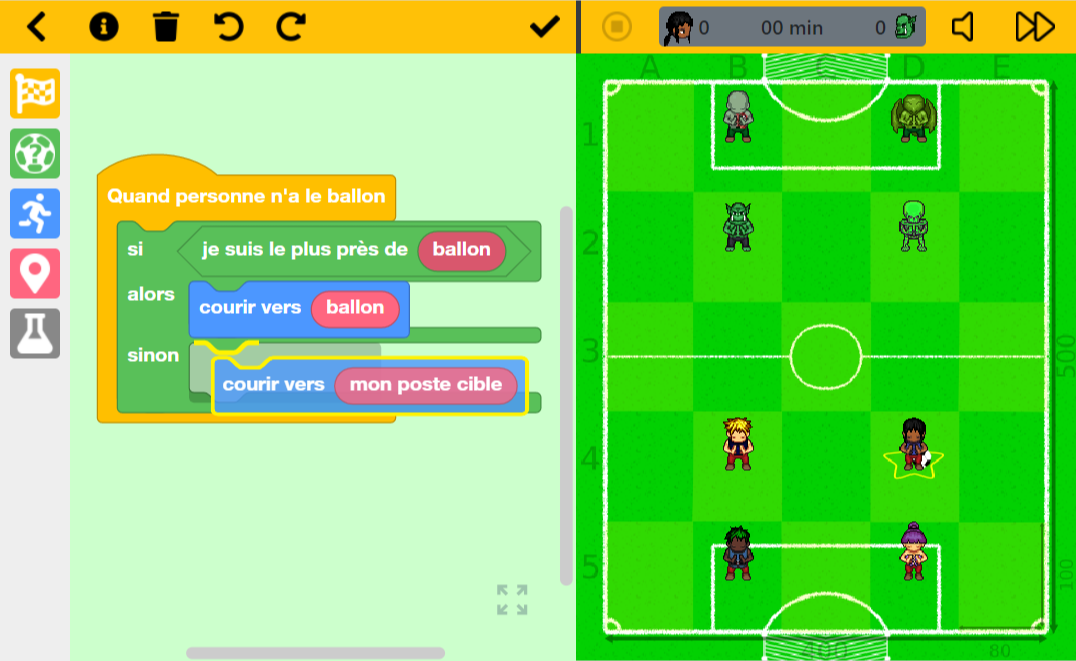 0 00 min 0
Quand personne n'a le ballon
si je suis le plus près de ballon
alors
courir vers ballon
sinon
courir vers mon poste cible
A B C D E
1
2
3
4
5
500
100
400
80